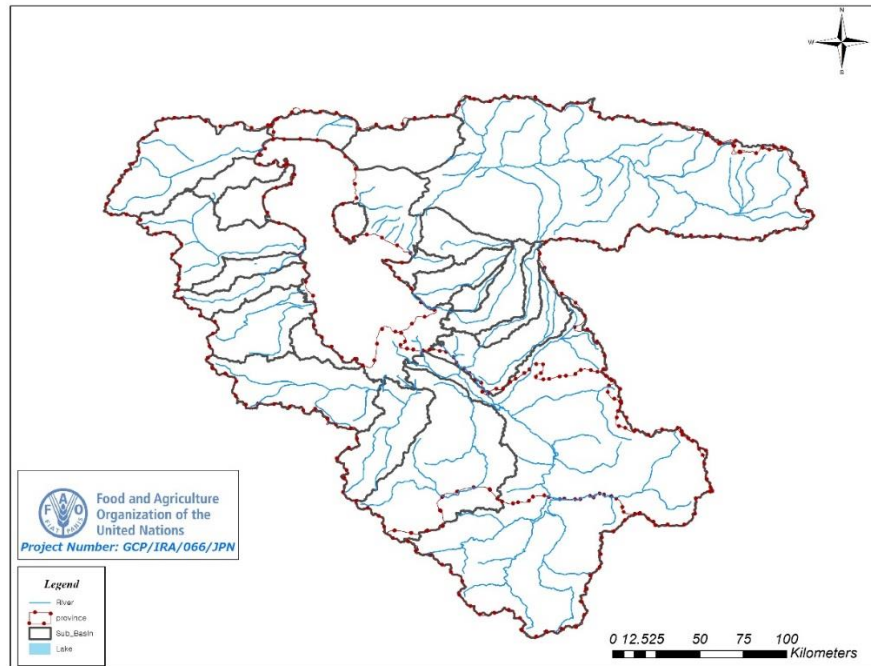 N
W
E
S
FAO
FIAT PANIS
Food and Agriculture
Organization of the
United Nations
Project Number: GCP/IRA/066/JPN
Legend
River
province
Sub_Basin
Lake
0 12.525 50 75 100
Kilometers